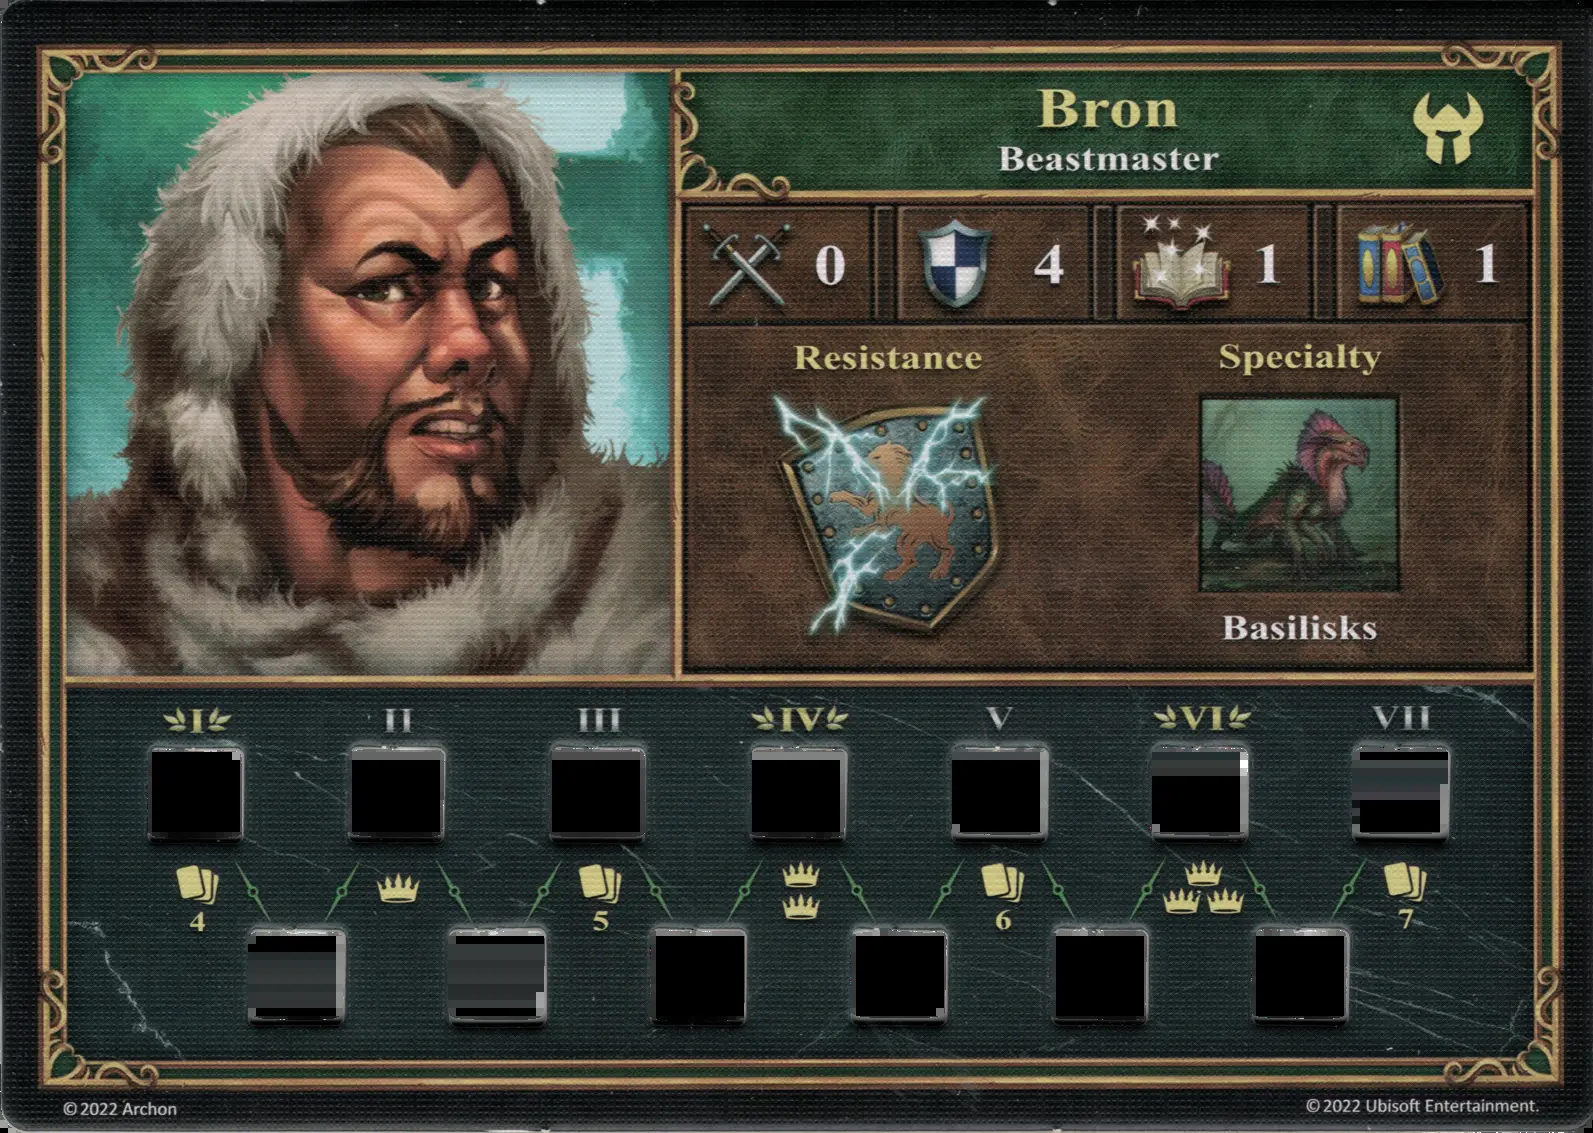 Bron
Beastmaster
0 4 1 1
Resistance Specialty
Basilisks
I II III IV V VI VII
4 5 6 7
©2022 Archon
©2022 Ubisoft Entertainment.